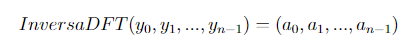 InversaDFT(y₀, y₁, ..., yₙ₋₁) = (a₀, a₁, ..., aₙ₋₁)